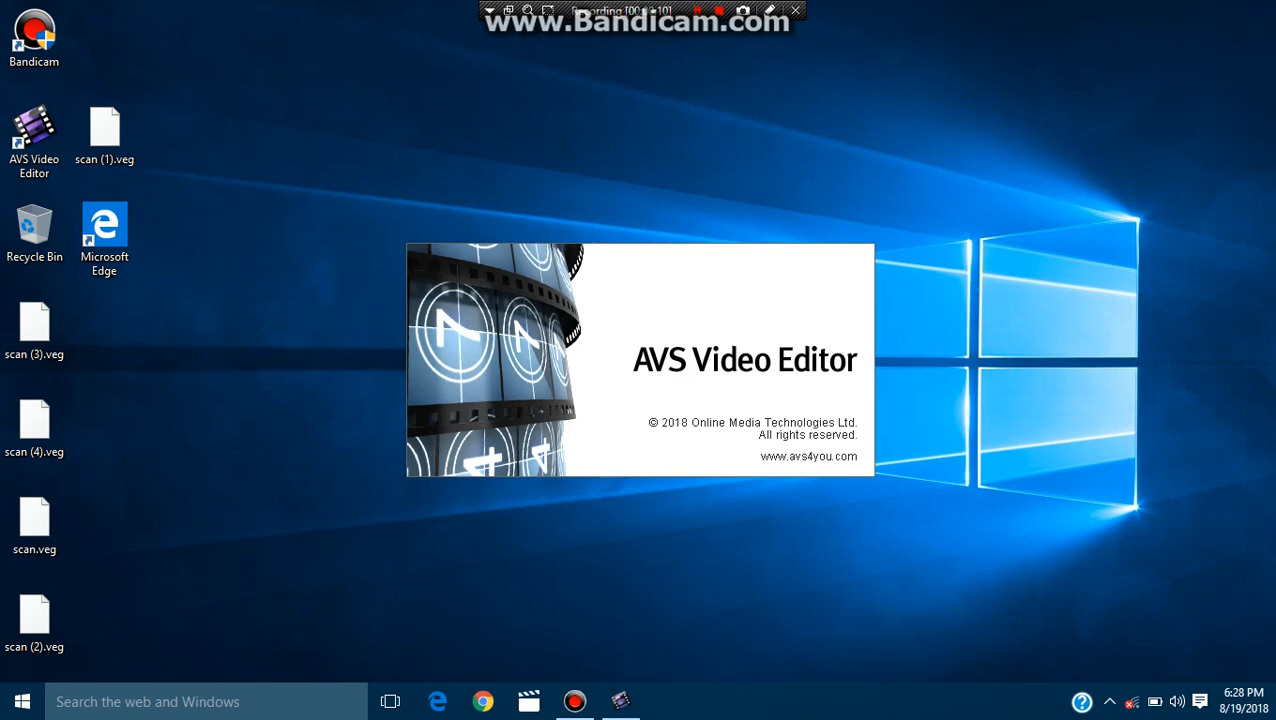 www.Bandicam.com
Bandicam
AVS Video
Editor
scan (1).veg
Recycle Bin
Microsoft
Edge
scan (3).veg
scan (4).veg
scan.veg
scan (2).veg
AVS Video Editor
© 2018 Online Media Technologies Ltd.
All rights reserved.
www.avs4you.com
Search the web and Windows
6:28 PM
8/19/2018